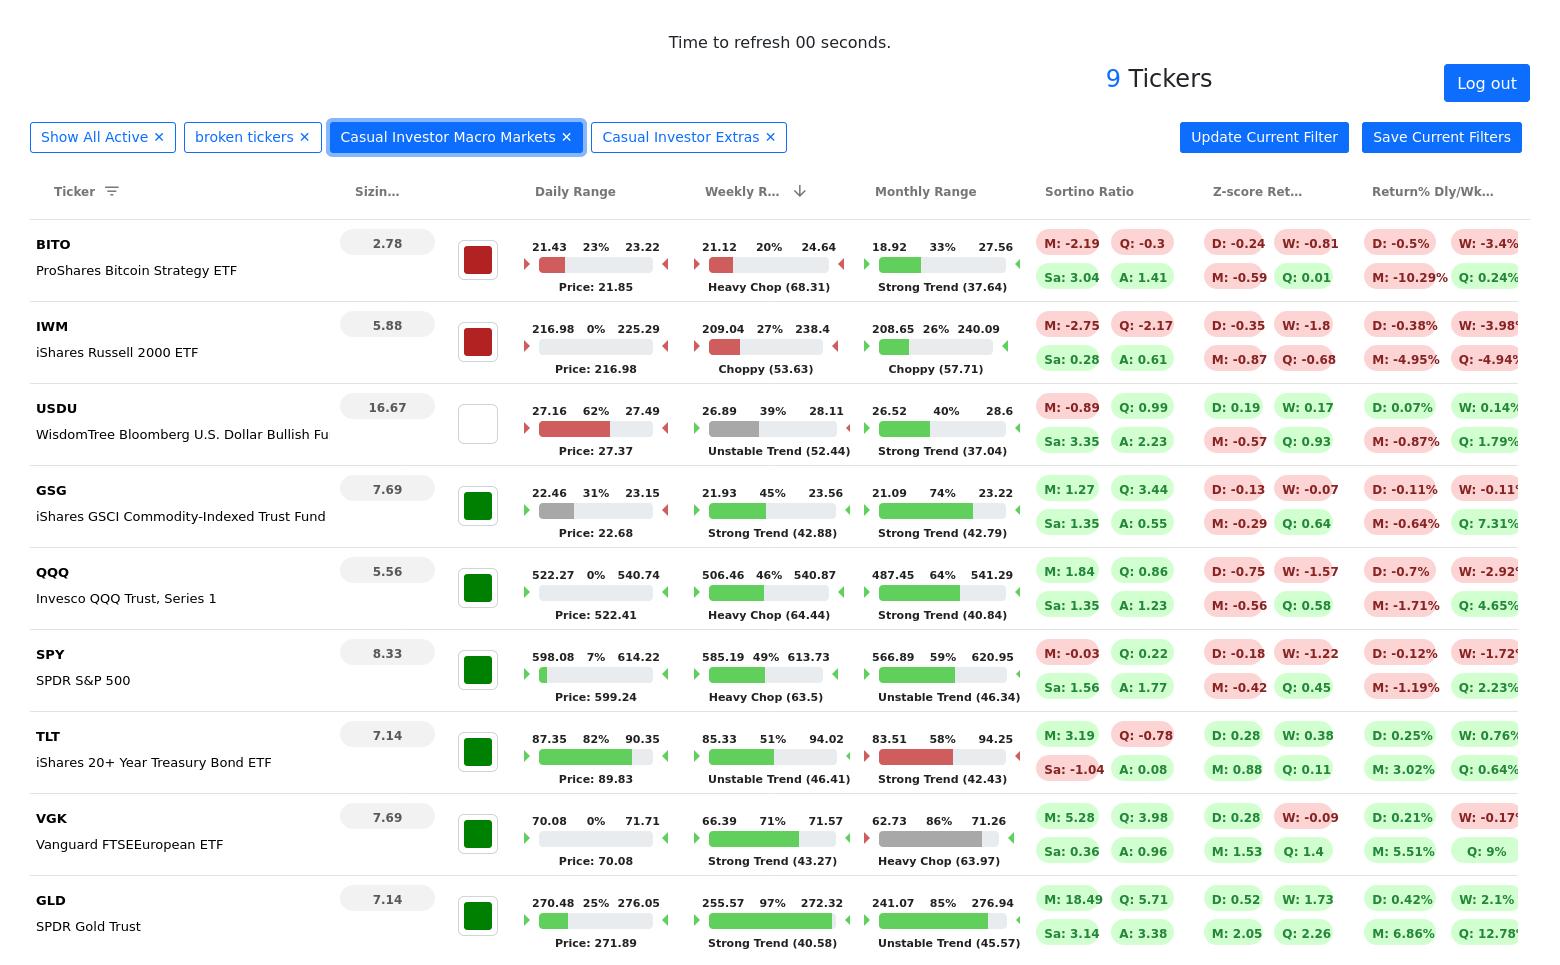 Time to refresh 00 seconds.
9 Tickers
Log out
Show All Active ✕ broken tickers ✕ Casual Investor Macro Markets ✕ Casual Investor Extras ✕ Update Current Filter Save Current Filters
Ticker Sizin... Daily Range Weekly R... Monthly Range Sortino Ratio Z-score Ret... Return% Dly/Wk...
BITO 2.78 21.43 23% 23.22 21.12 20% 24.64 18.92 33% 27.56 M: -2.19 Q: -0.3 D: -0.24 W: -0.81 D: -0.5% W: -3.4%
ProShares Bitcoin Strategy ETF Price: 21.85 Heavy Chop (68.31) Strong Trend (37.64) Sa: 3.04 A: 1.41 M: -0.59 Q: 0.01 M: -10.29% Q: 0.24%
IWM 5.88 216.98 0% 225.29 209.04 27% 238.4 208.65 26% 240.09 M: -2.75 Q: -2.17 D: -0.35 W: -1.8 D: -0.38% W: -3.98%
iShares Russell 2000 ETF Price: 216.98 Choppy (53.63) Choppy (57.71) Sa: 0.28 A: 0.61 M: -0.87 Q: -0.68 M: -4.95% Q: -4.94%
USDU 16.67 27.16 62% 27.49 26.89 39% 28.11 26.52 40% 28.6 M: -0.89 Q: 0.99 D: 0.19 W: 0.17 D: 0.07% W: 0.14%
WisdomTree Bloomberg U.S. Dollar Bullish Fu Price: 27.37 Unstable Trend (52.44) Strong Trend (37.04) Sa: 3.35 A: 2.23 M: -0.57 Q: 0.93 M: -0.87% Q: 1.79%
GSG 7.69 22.46 31% 23.15 21.93 45% 23.56 21.09 74% 23.22 M: 1.27 Q: 3.44 D: -0.13 W: -0.07 D: -0.11% W: -0.11%
iShares GSCI Commodity-Indexed Trust Fund Price: 22.68 Strong Trend (42.88) Strong Trend (42.79) Sa: 1.35 A: 0.55 M: -0.29 Q: 0.64 M: -0.64% Q: 7.31%
QQQ 5.56 522.27 0% 540.74 506.46 46% 540.87 487.45 64% 541.29 M: 1.84 Q: 0.86 D: -0.75 W: -1.57 D: -0.7% W: -2.92%
Invesco QQQ Trust, Series 1 Price: 522.41 Heavy Chop (64.44) Strong Trend (40.84) Sa: 1.35 A: 1.23 M: -0.56 Q: 0.58 M: -1.71% Q: 4.65%
SPY 8.33 598.08 7% 614.22 585.19 49% 613.73 566.89 59% 620.95 M: -0.03 Q: 0.22 D: -0.18 W: -1.22 D: -0.12% W: -1.72%
SPDR S&P 500 Price: 599.24 Heavy Chop (63.5) Unstable Trend (46.34) Sa: 1.56 A: 1.77 M: -0.42 Q: 0.45 M: -1.19% Q: 2.23%
TLT 7.14 87.35 82% 90.35 85.33 51% 94.02 83.51 58% 94.25 M: 3.19 Q: -0.78 D: 0.28 W: 0.38 D: 0.25% W: 0.76%
iShares 20+ Year Treasury Bond ETF Price: 89.83 Unstable Trend (46.41) Strong Trend (42.43) Sa: -1.04 A: 0.08 M: 0.88 Q: 0.11 M: 3.02% Q: 0.64%
VGK 7.69 70.08 0% 71.71 66.39 71% 71.57 62.73 86% 71.26 M: 5.28 Q: 3.98 D: 0.28 W: -0.09 D: 0.21% W: -0.17%
Vanguard FTSEEuropean ETF Price: 70.08 Strong Trend (43.27) Heavy Chop (63.97) Sa: 0.36 A: 0.96 M: 1.53 Q: 1.4 M: 5.51% Q: 9%
GLD 7.14 270.48 25% 276.05 255.57 97% 272.32 241.07 85% 276.94 M: 18.49 Q: 5.71 D: 0.52 W: 1.73 D: 0.42% W: 2.1%
SPDR Gold Trust Price: 271.89 Strong Trend (40.58) Unstable Trend (45.57) Sa: 3.14 A: 3.38 M: 2.05 Q: 2.26 M: 6.86% Q: 12.78%